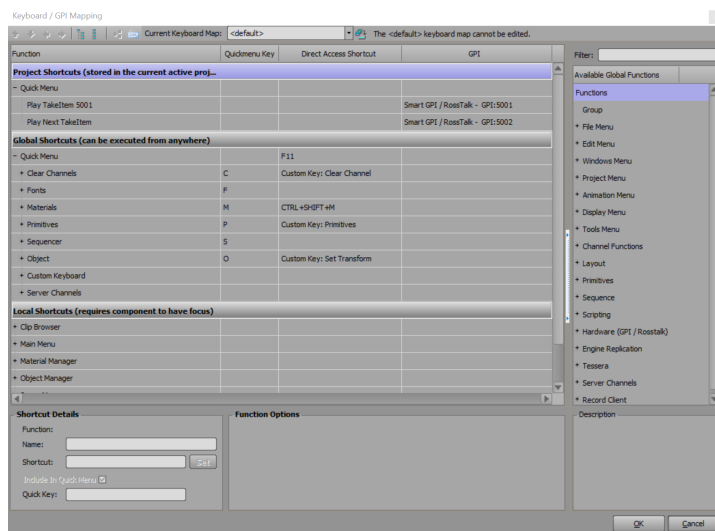 Keyboard / GPI Mapping
Current Keyboard Map: <default> The <default> keyboard map cannot be edited.
Function Quickmenu Key Direct Access Shortcut GPI
Project Shortcuts (stored in the current active proj...
- Quick Menu
Play TakeItem 5001 Smart GPI / RossTalk - GPI:5001
Play Next TakeItem Smart GPI / RossTalk - GPI:5002
Global Shortcuts (can be executed from anywhere)
- Quick Menu F11
+ Clear Channels C Custom Key: Clear Channel
+ Fonts F
+ Materials M CTRL+SHIFT+M
+ Primitives P Custom Key: Primitives
+ Sequencer S
+ Object O Custom Key: Set Transform
+ Custom Keyboard
+ Server Channels
Local Shortcuts (requires component to have focus)
+ Clip Browser
+ Main Menu
+ Material Manager
+ Object Manager
Filter:
Available Global Functions
Functions
Group
+ File Menu
+ Edit Menu
+ Windows Menu
+ Project Menu
+ Animation Menu
+ Display Menu
+ Tools Menu
+ Channel Functions
+ Layout
+ Primitives
+ Sequence
+ Scripting
+ Hardware (GPI / Rosstalk)
+ Engine Replication
+ Tessera
+ Server Channels
+ Record Client
Shortcut Details
Function:
Name:
Shortcut: Set
Include In Quick Menu
Quick Key:
Function Options
Description
OK Cancel